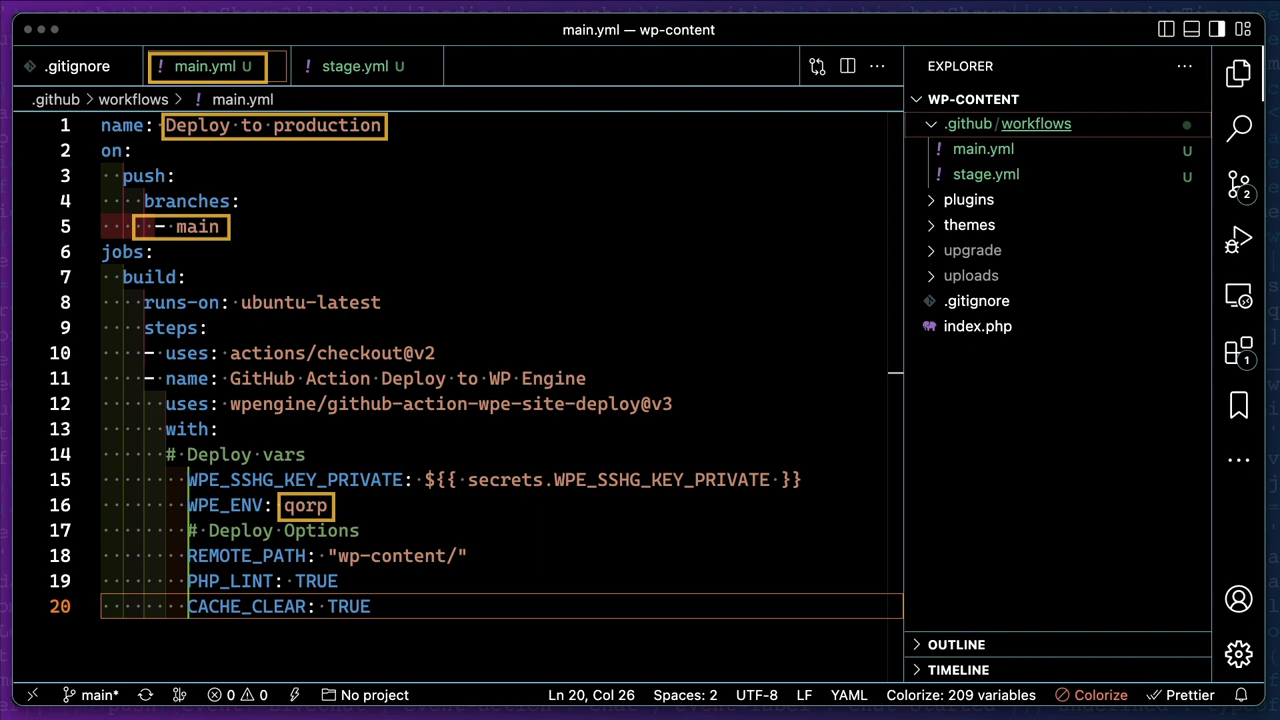 main.yml — wp-content
.gitignore
! main.yml U
! stage.yml U
.github > workflows > ! main.yml
1 name: Deploy to production
2 on:
3 push:
4 branches:
5 - main
6 jobs:
7 build:
8 runs-on: ubuntu-latest
9 steps:
10 - uses: actions/checkout@v2
11 - name: GitHub Action Deploy to WP Engine
12 uses: wpengine/github-action-wpe-site-deploy@v3
13 with:
14 # Deploy vars
15 WPE_SSHG_KEY_PRIVATE: ${{ secrets.WPE_SSHG_KEY_PRIVATE }}
16 WPE_ENV: qorp
17 # Deploy Options
18 REMOTE_PATH: "wp-content/"
19 PHP_LINT: TRUE
20 CACHE_CLEAR: TRUE
EXPLORER
WP-CONTENT
.github/workflows
! main.yml U
! stage.yml U
plugins
themes
upgrade
uploads
.gitignore
index.php
OUTLINE
TIMELINE
2
1
main* 0 0 No project Ln 20, Col 26 Spaces: 2 UTF-8 LF YAML Colorize: 209 variables Colorize Prettier